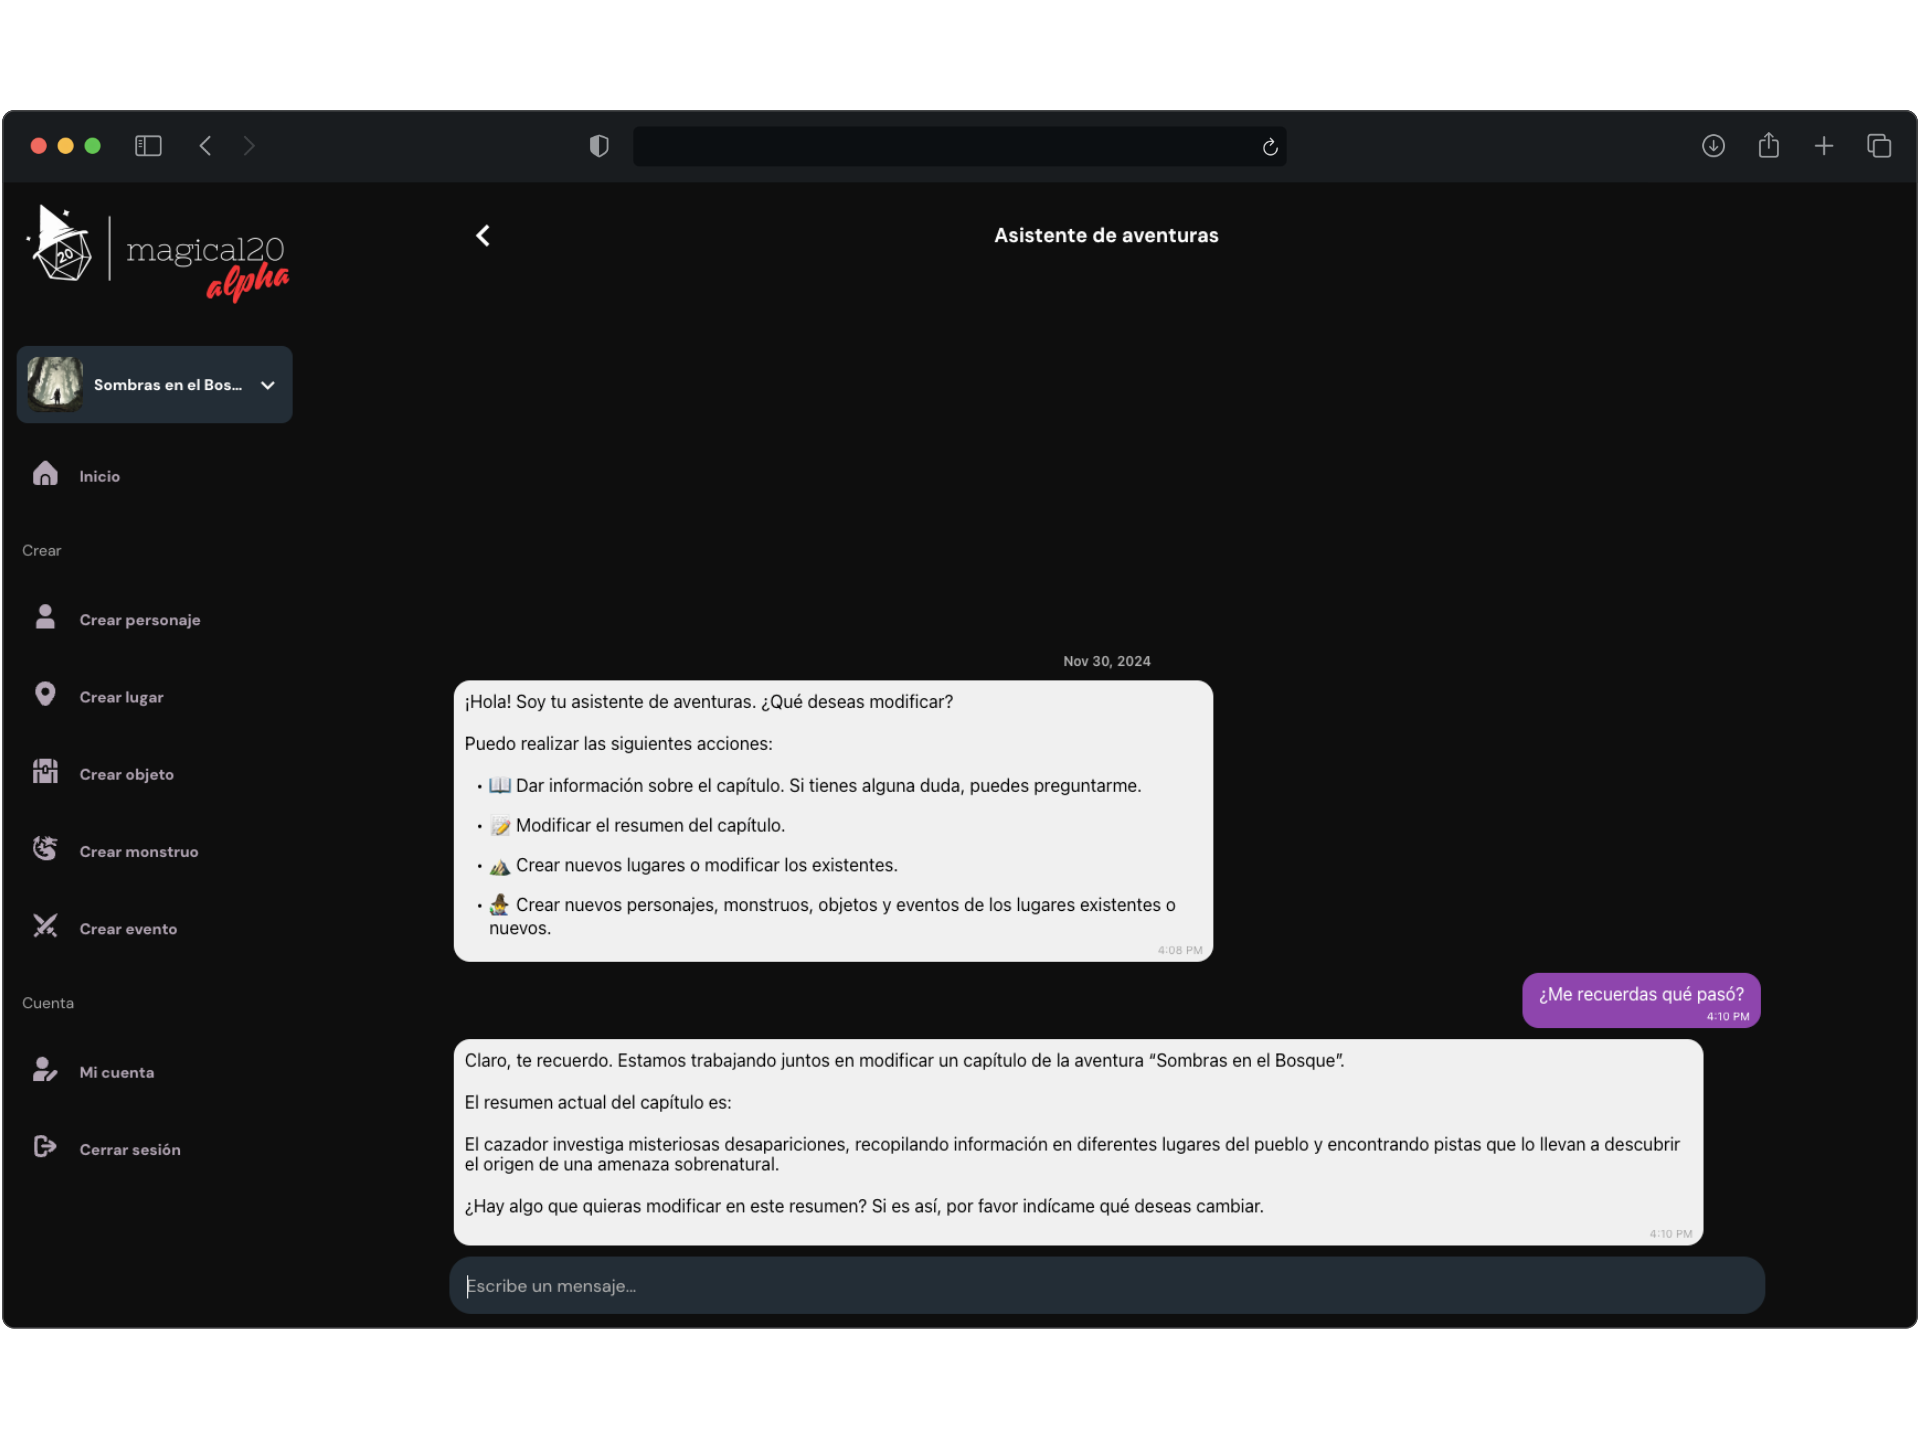 20
magical20
alpha
Asistente de aventuras
Sombras en el Bos...
Inicio
Crear
Crear personaje
Crear lugar
Crear objeto
Crear monstruo
Crear evento
Cuenta
Mi cuenta
Cerrar sesión
Nov 30, 2024
¡Hola! Soy tu asistente de aventuras. ¿Qué deseas modificar?
Puedo realizar las siguientes acciones:
• 📖 Dar información sobre el capítulo. Si tienes alguna duda, puedes preguntarme.
• 📝 Modificar el resumen del capítulo.
• ⛰️ Crear nuevos lugares o modificar los existentes.
• 🧙 Crear nuevos personajes, monstruos, objetos y eventos de los lugares existentes o
nuevos.
4:08 PM
¿Me recuerdas qué pasó?
4:10 PM
Claro, te recuerdo. Estamos trabajando juntos en modificar un capítulo de la aventura “Sombras en el Bosque”.
El resumen actual del capítulo es:
El cazador investiga misteriosas desapariciones, recopilando información en diferentes lugares del pueblo y encontrando pistas que lo llevan a descubrir
el origen de una amenaza sobrenatural.
¿Hay algo que quieras modificar en este resumen? Si es así, por favor indícame qué deseas cambiar.
4:10 PM
Escribe un mensaje...